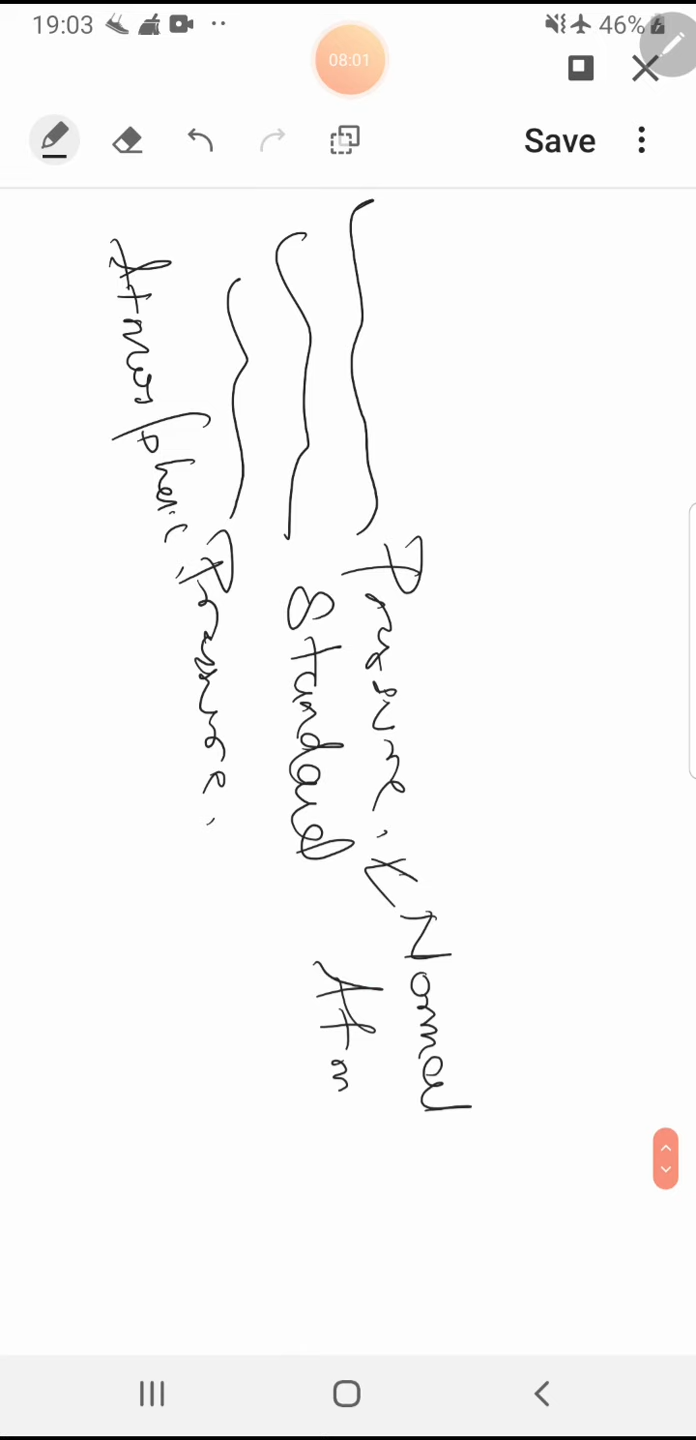 19:03
46%
08:01
Save
Pressure. < Normal
Standard Atm
Atmospheric Pressure.